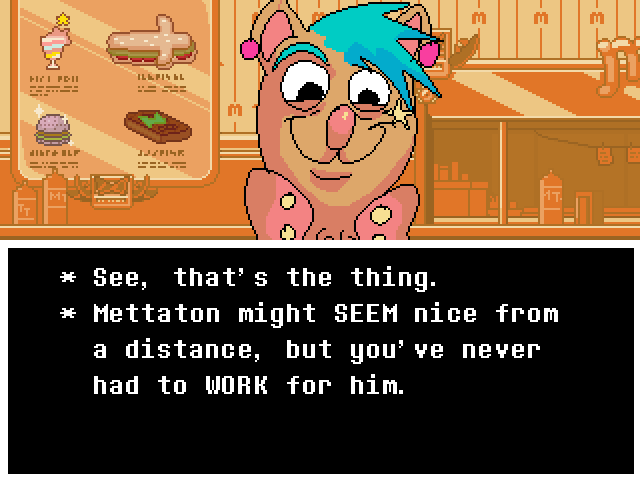 * See, that's the thing.
* Mettaton might SEEM nice from
a distance, but you've never
had to WORK for him.